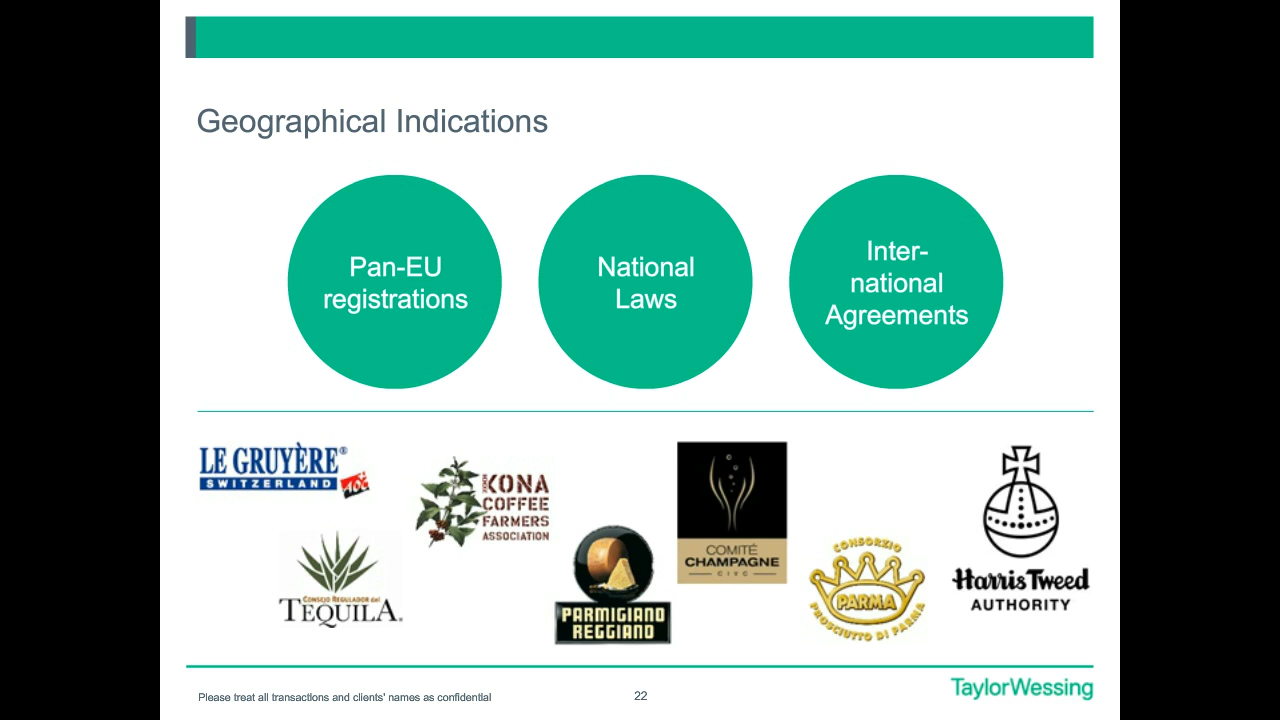 Geographical Indications
Pan-EU
registrations
National
Laws
Inter-
national
Agreements
LE GRUYÈRE®
SWITZERLAND
AOC
100% KONA
COFFEE
FARMERS
ASSOCIATION
CONSEJO REGULADOR del
TEQUILA.
PARMIGIANO
REGGIANO
COMITÉ
CHAMPAGNE
CIVC
CONSORZIO
PARMA
PROSCIUTTO DI PARMA
Harris Tweed
AUTHORITY
Please treat all transactions and clients' names as confidential
22
TaylorWessing